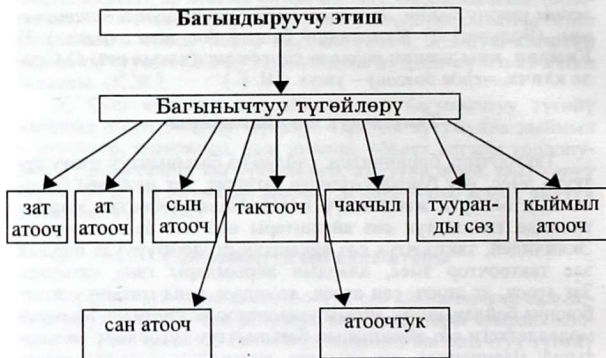 Багындыруучу этиш
Багынычтуу түгөйлөрү
зат атооч
ат атооч
сын атооч
тактооч
чакчыл
тууран-
ды сөз
кыймыл атооч
сан атооч
атоочтук